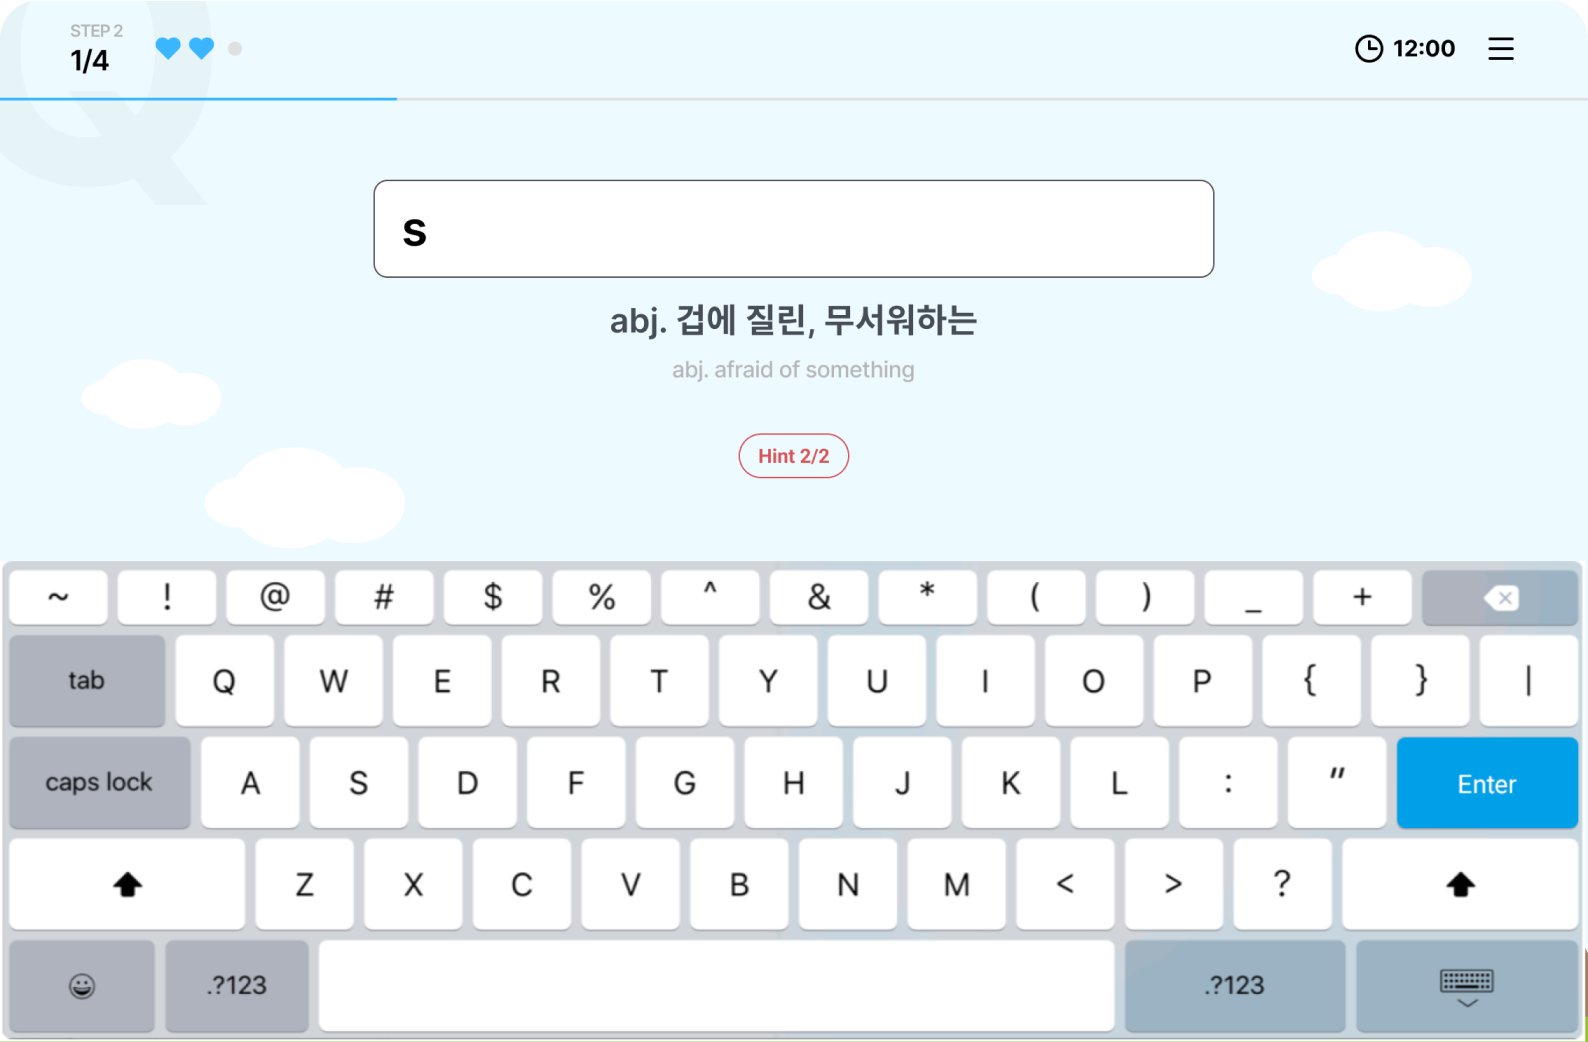 STEP 2
1/4
12:00
s
abj. 겁에 질린, 무서워하는
abj. afraid of something
Hint 2/2
~ ! @ # $ % ^ & * ( ) _ +
tab Q W E R T Y U I O P { } |
caps lock A S D F G H J K L : " Enter
Z X C V B N M < > ?
.?123 .?123